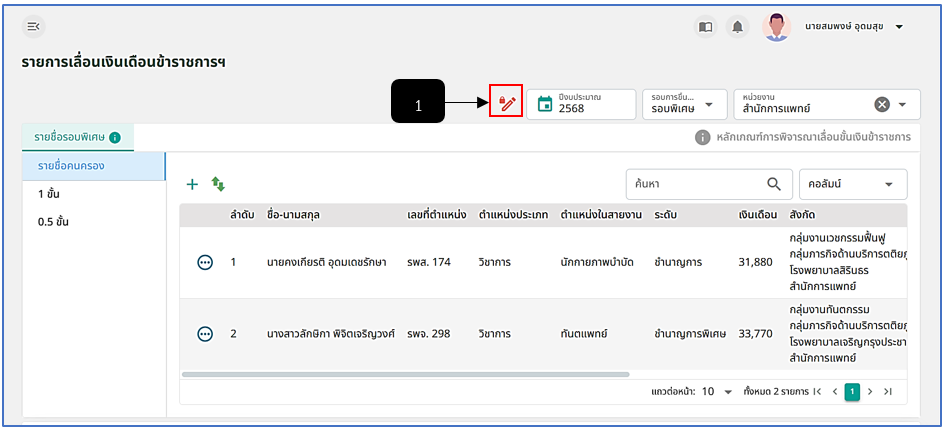 นายสมพงษ์ อุดมสุข
รายการเลื่อนเงินเดือนข้าราชการฯ
1
ปีงบประมาณ
2568
รอบการยื่น...
รอบพิเศษ
หน่วยงาน
สำนักการแพทย์
รายชื่อรอบพิเศษ
หลักเกณฑ์การพิจารณาเลื่อนขั้นเงินข้าราชการ
รายชื่อคนครอง
1 ขั้น
0.5 ขั้น
ค้นหา
คอลัมน์
ลำดับ ชื่อ-นามสกุล เลขที่ตำแหน่ง ตำแหน่งประเภท ตำแหน่งในสายงาน ระดับ เงินเดือน สังกัด
1 นายคงเกียรติ อุดมเดชรักษา รพส. 174 วิชาการ นักกายภาพบำบัด ชำนาญการ 31,880
กลุ่มงานเวชกรรมฟื้นฟู
กลุ่มภารกิจด้านบริการตติยภู
โรงพยาบาลสิรินธร
สำนักการแพทย์
2 นางสาวลักษิกา พิจิตเจริญวงศ์ รพจ. 298 วิชาการ ทันตแพทย์ ชำนาญการพิเศษ 33,770
กลุ่มงานทันตกรรม
กลุ่มภารกิจด้านบริการตติยภู
โรงพยาบาลเจริญกรุงประชา
สำนักการแพทย์
แถวต่อหน้า: 10 ทั้งหมด 2 รายการ 1